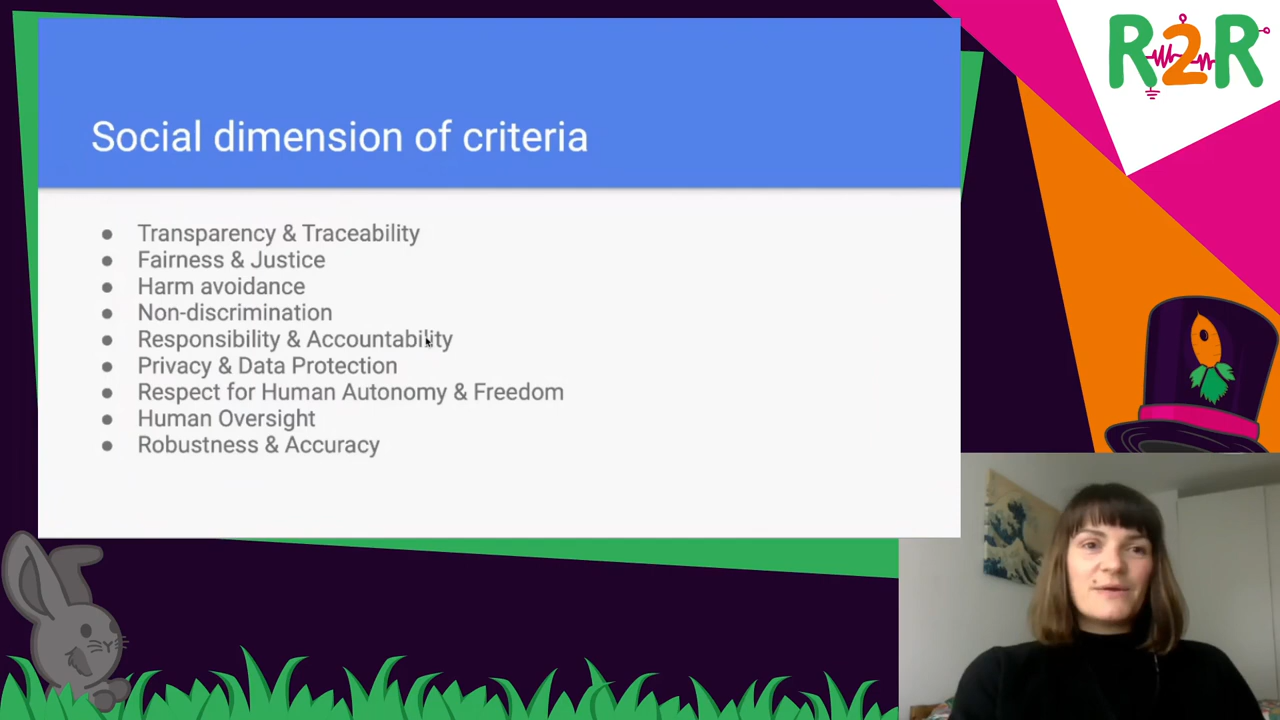 Social dimension of criteria
R2R
● Transparency & Traceability
● Fairness & Justice
● Harm avoidance
● Non-discrimination
● Responsibility & Accountability
● Privacy & Data Protection
● Respect for Human Autonomy & Freedom
● Human Oversight
● Robustness & Accuracy